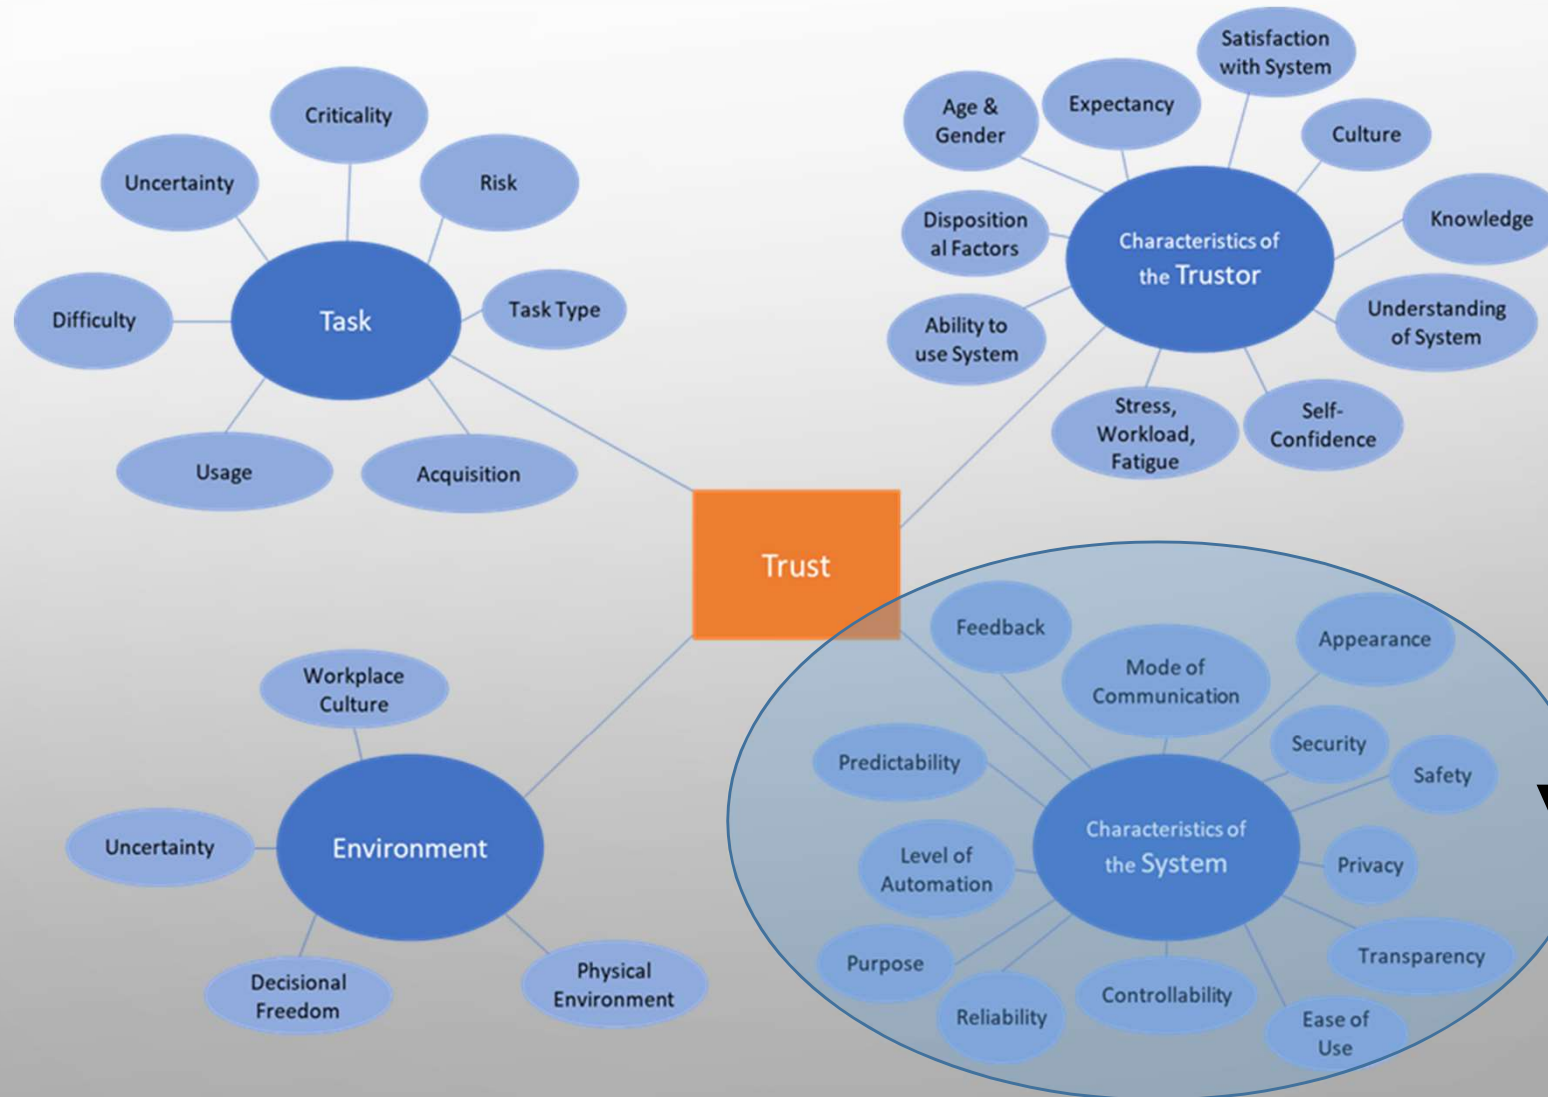 Criticality
Uncertainty
Risk
Difficulty
Task
Task Type
Usage
Acquisition
Satisfaction
with System
Age &
Gender
Expectancy
Culture
Disposition
al Factors
Characteristics of
the Trustor
Knowledge
Ability to
use System
Understanding
of System
Stress,
Workload,
Fatigue
Self-
Confidence
Trust
Workplace
Culture
Uncertainty
Environment
Decisional
Freedom
Physical
Environment
Feedback
Mode of
Communication
Appearance
Predictability
Security
Safety
Characteristics of
the System
Level of
Automation
Privacy
Purpose
Transparency
Reliability
Controllability
Ease of
Use